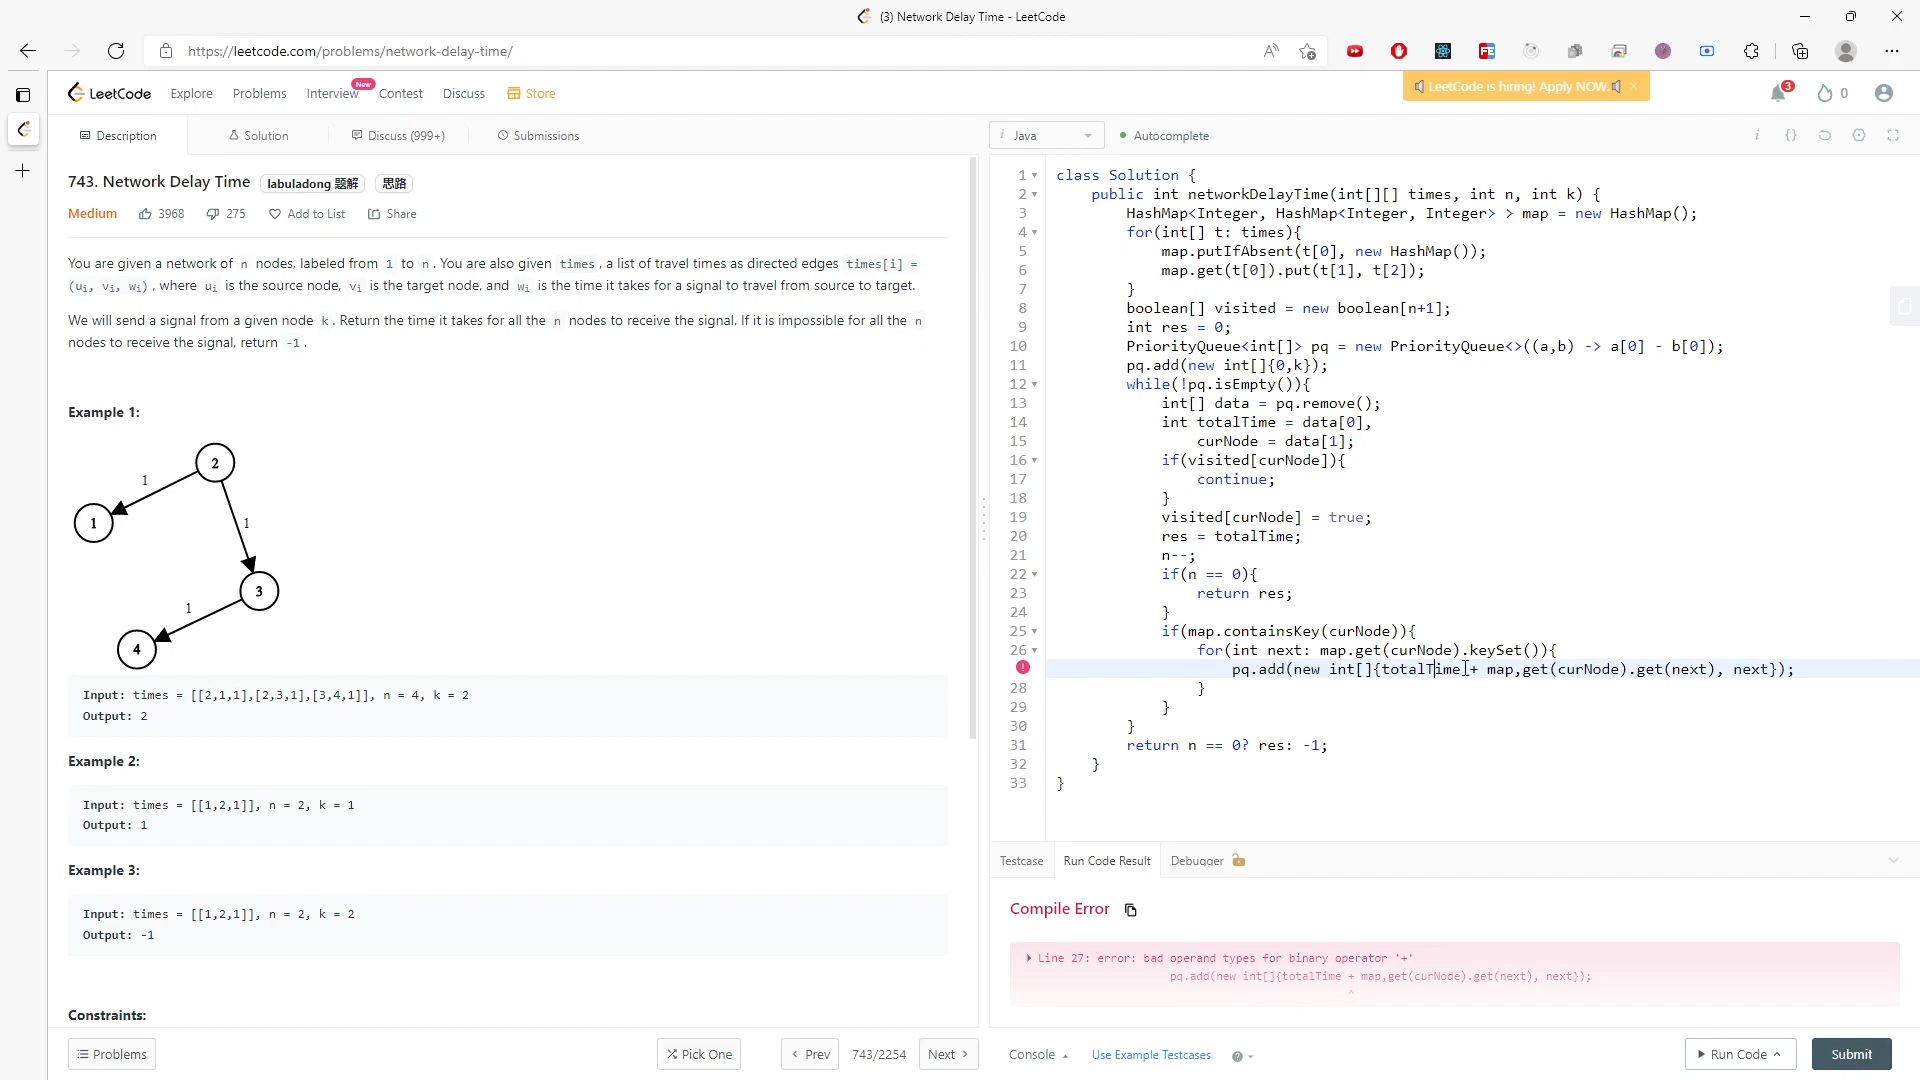 (3) Network Delay Time - LeetCode
https://leetcode.com/problems/network-delay-time/
LeetCode
Explore
Problems
Interview
New
Contest
Discuss
Store
LeetCode is hiring! Apply NOW.
3
0
Description
Solution
Discuss (999+)
Submissions
i Java
Autocomplete
743. Network Delay Time
labuladong 题解
思路
Medium
3968
275
Add to List
Share
You are given a network of n nodes, labeled from 1 to n. You are also given times, a list of travel times as directed edges times[i] =
(ui, vi, wi), where ui is the source node, vi is the target node, and wi is the time it takes for a signal to travel from source to target.
We will send a signal from a given node k. Return the time it takes for all the n nodes to receive the signal. If it is impossible for all the n
nodes to receive the signal, return -1.
Example 1:
2
1
1
1
3
1
4
Input: times = [[2,1,1],[2,3,1],[3,4,1]], n = 4, k = 2
Output: 2
Example 2:
Input: times = [[1,2,1]], n = 2, k = 1
Output: 1
Example 3:
Input: times = [[1,2,1]], n = 2, k = 2
Output: -1
Constraints:
Problems
Pick One
Prev
743/2254
Next
1 class Solution {
2 public int networkDelayTime(int[][] times, int n, int k) {
3 HashMap<Integer, HashMap<Integer, Integer> > map = new HashMap();
4 for(int[] t: times){
5 map.putIfAbsent(t[0], new HashMap());
6 map.get(t[0]).put(t[1], t[2]);
7 }
8 boolean[] visited = new boolean[n+1];
9 int res = 0;
10 PriorityQueue<int[]> pq = new PriorityQueue<>((a,b) -> a[0] - b[0]);
11 pq.add(new int[]{0,k});
12 while(!pq.isEmpty()){
13 int[] data = pq.remove();
14 int totalTime = data[0],
15 curNode = data[1];
16 if(visited[curNode]){
17 continue;
18 }
19 visited[curNode] = true;
20 res = totalTime;
21 n--;
22 if(n == 0){
23 return res;
24 }
25 if(map.containsKey(curNode)){
26 for(int next: map.get(curNode).keySet()){
pq.add(new int[]{totalTime + map,get(curNode).get(next), next});
28 }
29 }
30 }
31 return n == 0? res: -1;
32 }
33 }
Testcase
Run Code Result
Debugger
Compile Error
Line 27: error: bad operand types for binary operator '+'
pq.add(new int[]{totalTime + map,get(curNode).get(next), next});
^
Console
Use Example Testcases
Run Code
Submit